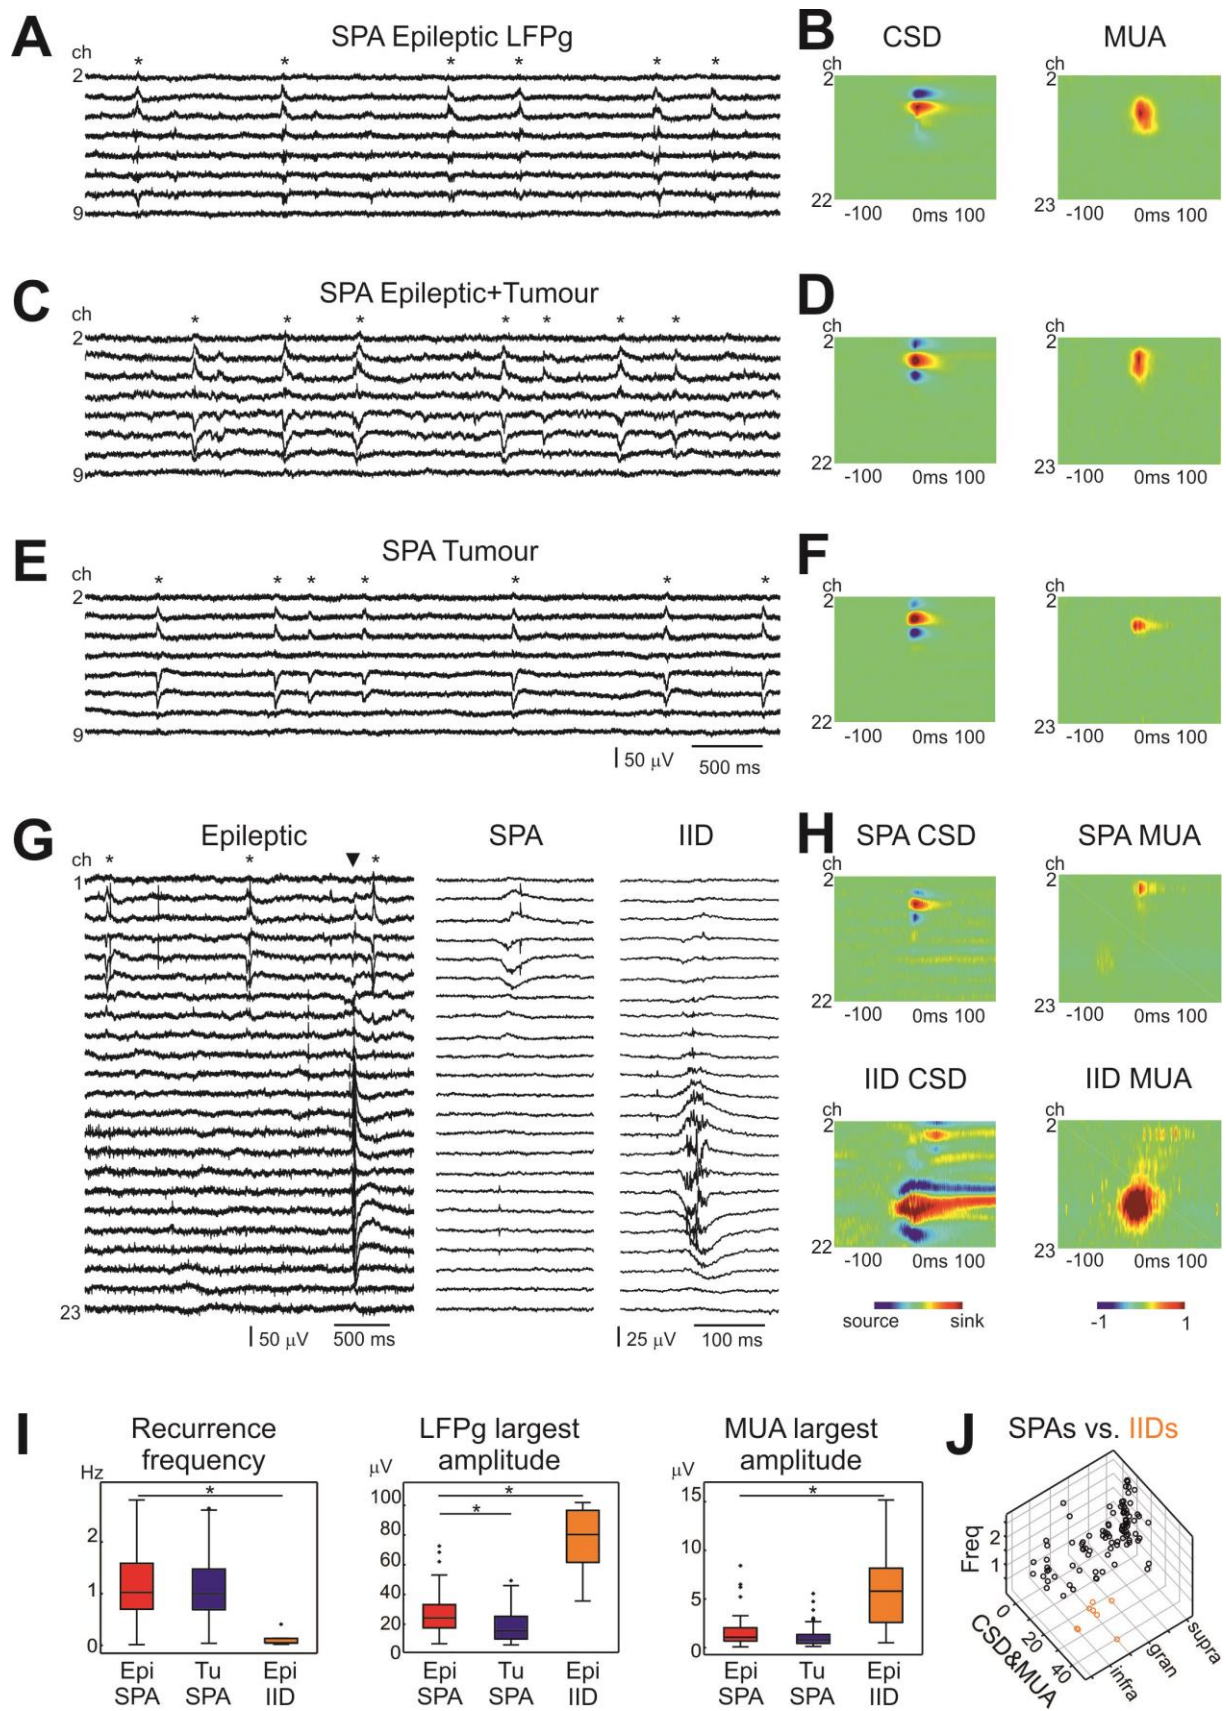 A
SPA Epileptic LFPg
ch
* * * * * *
2
9
B
CSD
MUA
ch
2
22
-100 0ms 100
ch
2
23
-100 0ms 100
C
SPA Epileptic+Tumour
ch
* * * * * * *
2
9
D
ch
2
22
-100 0ms 100
ch
2
23
-100 0ms 100
E
SPA Tumour
ch
* * * * * * *
2
9
50 μV
500 ms
F
ch
2
22
-100 0ms 100
ch
2
23
-100 0ms 100
G
Epileptic
SPA
IID
ch
* * ▼ *
1
23
50 μV
500 ms
25 μV
100 ms
H
SPA CSD
SPA MUA
ch
2
22
-100 0ms 100
ch
2
23
-100 0ms 100
IID CSD
IID MUA
ch
2
22
-100 0ms 100
source sink
ch
2
23
-100 0ms 100
-1 1
I
Recurrence
frequency
Hz
*
2
1
0
Epi Tu Epi
SPA SPA IID
LFPg largest
amplitude
μV
*
*
100
80
60
40
20
0
Epi Tu Epi
SPA SPA IID
MUA largest
amplitude
μV
*
15
10
5
0
Epi Tu Epi
SPA SPA IID
J
SPAs vs. IIDs
Freq
2
1
0
20
40
CSD&MUA
infra
gran
supra